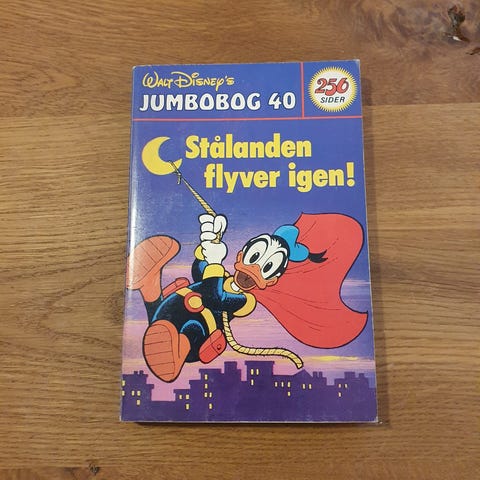 WALT DISNEY'S
JUMBOBOG 40
256
SIDER
Stålanden
flyver igen!